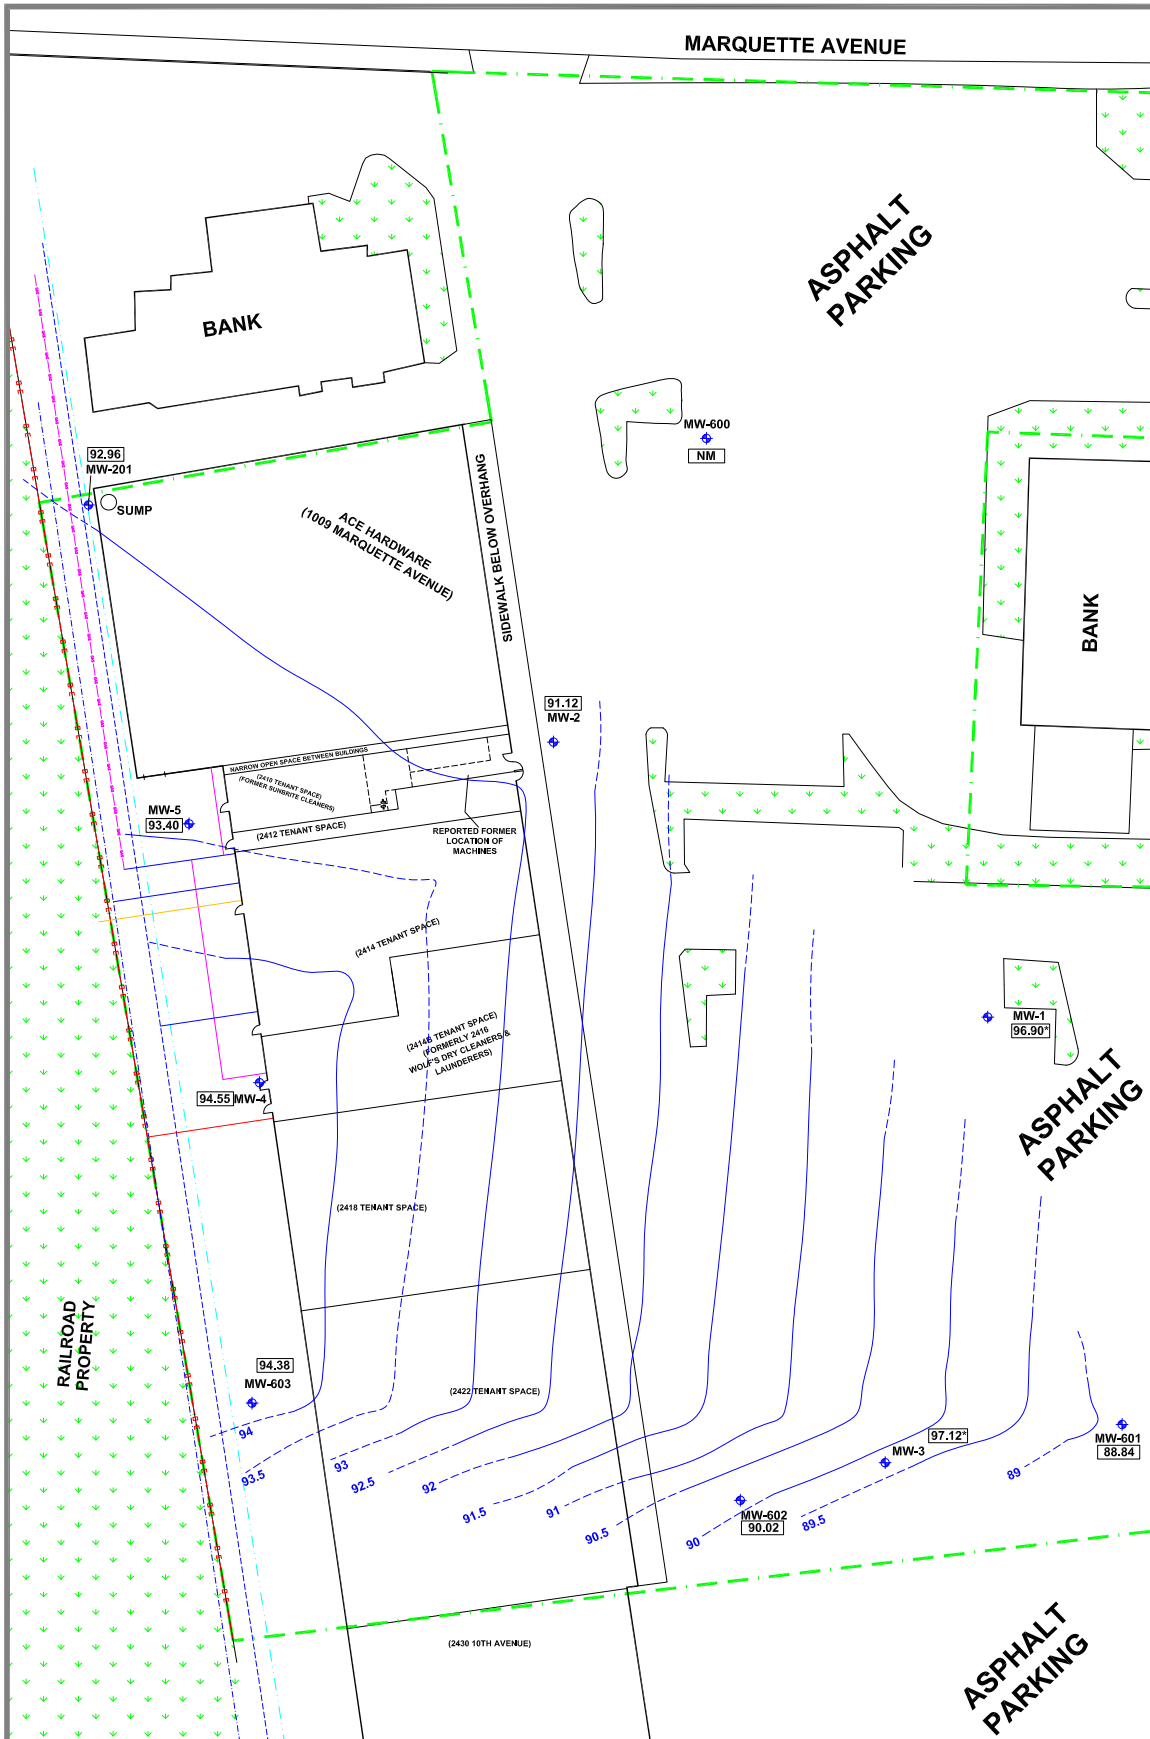 MARQUETTE AVENUE
ASPHALT
PARKING
BANK
MW-600
NM
92.96
MW-201
SUMP
ACE HARDWARE
(1009 MARQUETTE AVENUE)
SIDEWALK BELOW OVERHANG
BANK
91.12
MW-2
NARROW OPEN SPACE BETWEEN BUILDINGS
(2410 TENANT SPACE)
(FORMER SUNBRITE CLEANERS)
MW-5
93.40
(2412 TENANT SPACE)
REPORTED FORMER
LOCATION OF
MACHINES
(2414 TENANT SPACE)
MW-1
96.90*
(2414B TENANT SPACE)
(FORMERLY 2416
WOLF'S DRY CLEANERS &
LAUNDERERS)
94.55 MW-4
ASPHALT
PARKING
(2418 TENANT SPACE)
RAILROAD
PROPERTY
94.38
MW-603
(2422 TENANT SPACE)
94
93.5
93
92.5
92
91.5
91
90.5
90
89.5
89
97.12*
MW-3
MW-601
88.84
MW-602
90.02
(2430 10TH AVENUE)
ASPHALT
PARKING